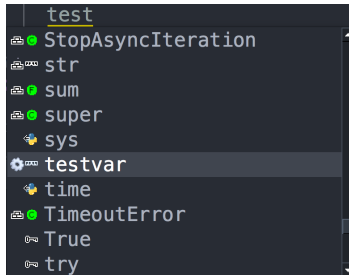 test
StopAsyncIteration
str
sum
super
sys
testvar
time
TimeoutError
True
try